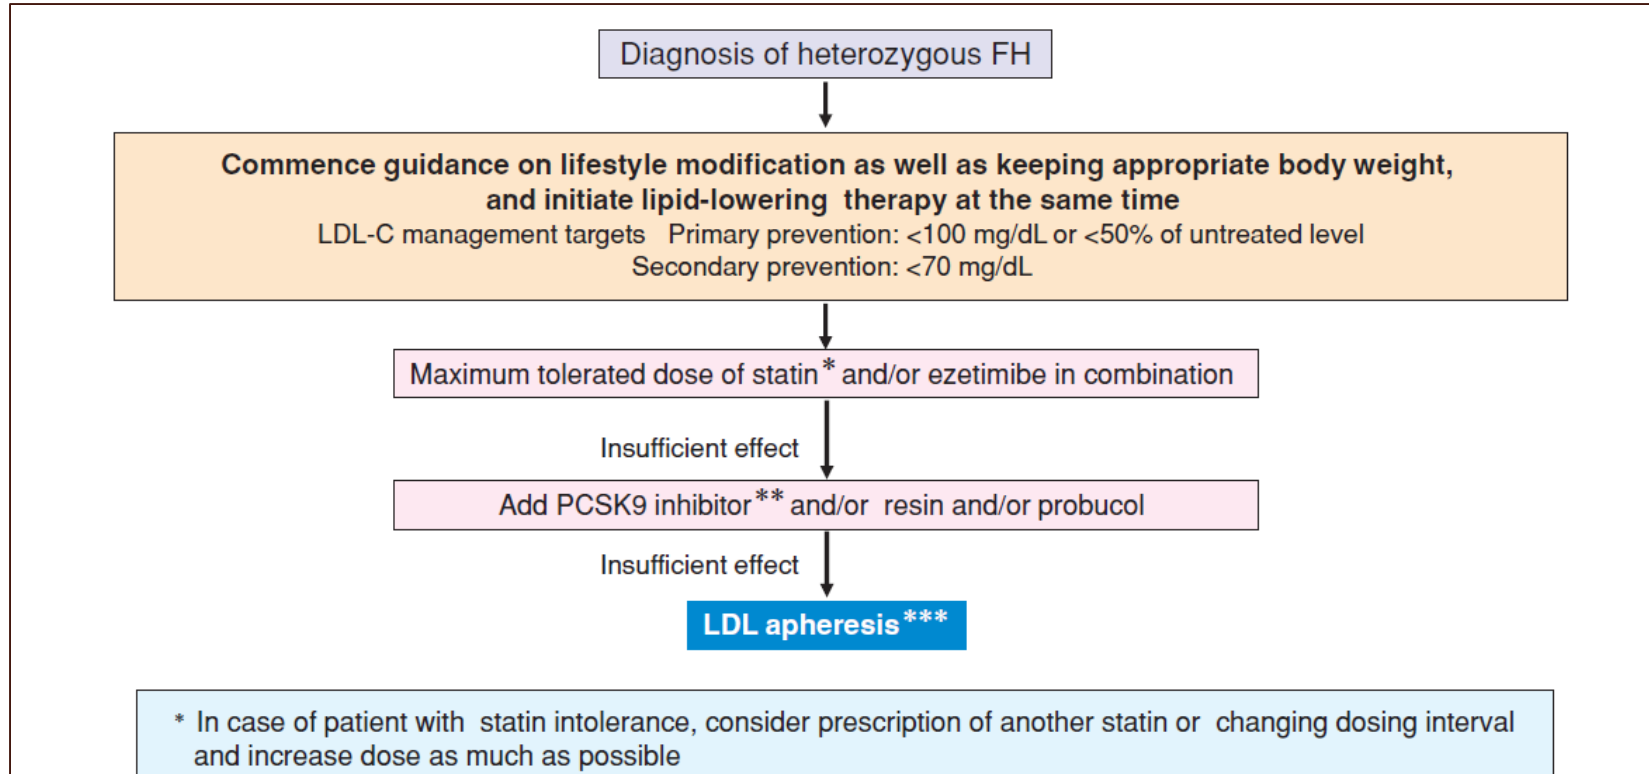 Diagnosis of heterozygous FH
Commence guidance on lifestyle modification as well as keeping appropriate body weight,
and initiate lipid-lowering therapy at the same time
LDL-C management targets Primary prevention: <100 mg/dL or <50% of untreated level
Secondary prevention: <70 mg/dL
Maximum tolerated dose of statin* and/or ezetimibe in combination
Insufficient effect
Add PCSK9 inhibitor** and/or resin and/or probucol
Insufficient effect
LDL apheresis***
* In case of patient with statin intolerance, consider prescription of another statin or changing dosing interval
and increase dose as much as possible